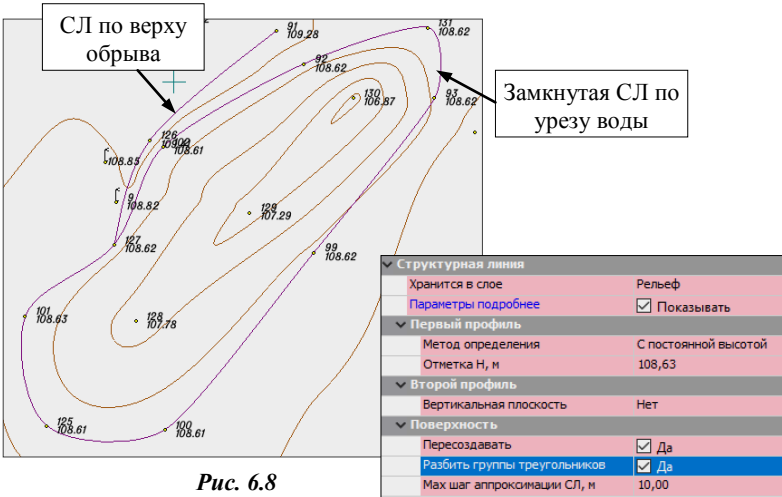 СЛ по верху
обрыва
91
109.28
131
108.62
92
108.62
130
106.87
93
108.62
Замкнутая СЛ по
урезу воды
126
108.61
108.85
9
108.82
129
107.29
127
108.62
99
108.62
101
108.63
128
107.78
125
108.61
100
108.61
Структурная линия
Хранится в слое Рельеф
Параметры подробнее Показывать
Первый профиль
Метод определения С постоянной высотой
Отметка Н, м 108,63
Второй профиль
Вертикальная плоскость Нет
Поверхность
Пересоздавать Да
Разбить группы треугольников Да
Мах шаг аппроксимации СЛ, м 10,00
Рис. 6.8